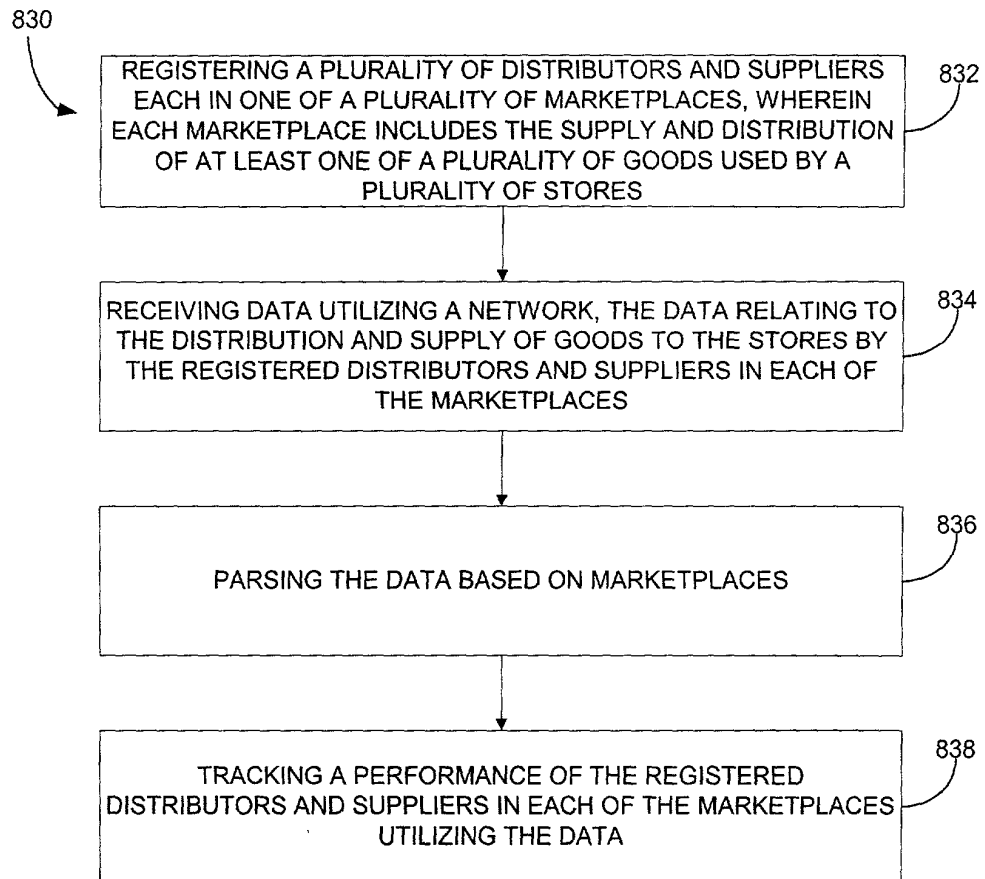 830
REGISTERING A PLURALITY OF DISTRIBUTORS AND SUPPLIERS
EACH IN ONE OF A PLURALITY OF MARKETPLACES, WHEREIN
EACH MARKETPLACE INCLUDES THE SUPPLY AND DISTRIBUTION
OF AT LEAST ONE OF A PLURALITY OF GOODS USED BY A
PLURALITY OF STORES
832
RECEIVING DATA UTILIZING A NETWORK, THE DATA RELATING TO
THE DISTRIBUTION AND SUPPLY OF GOODS TO THE STORES BY
THE REGISTERED DISTRIBUTORS AND SUPPLIERS IN EACH OF
THE MARKETPLACES
834
PARSING THE DATA BASED ON MARKETPLACES
836
TRACKING A PERFORMANCE OF THE REGISTERED
DISTRIBUTORS AND SUPPLIERS IN EACH OF THE MARKETPLACES
UTILIZING THE DATA
838